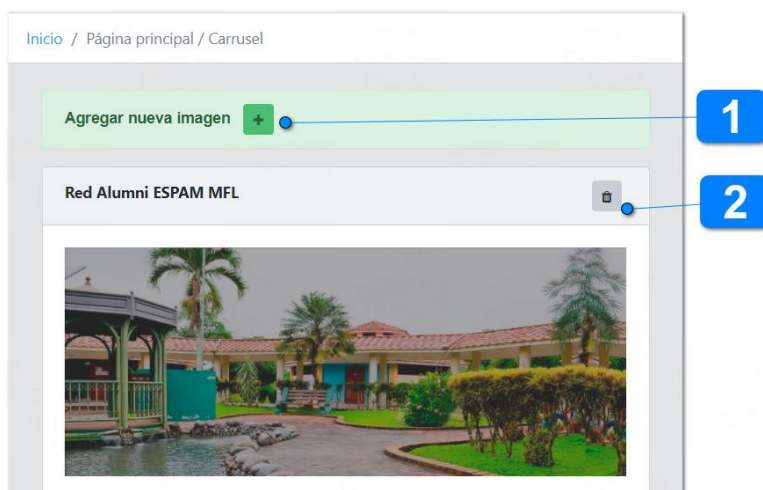 Inicio / Página principal / Carrusel
Agregar nueva imagen +
1
Red Alumni ESPAM MFL
2